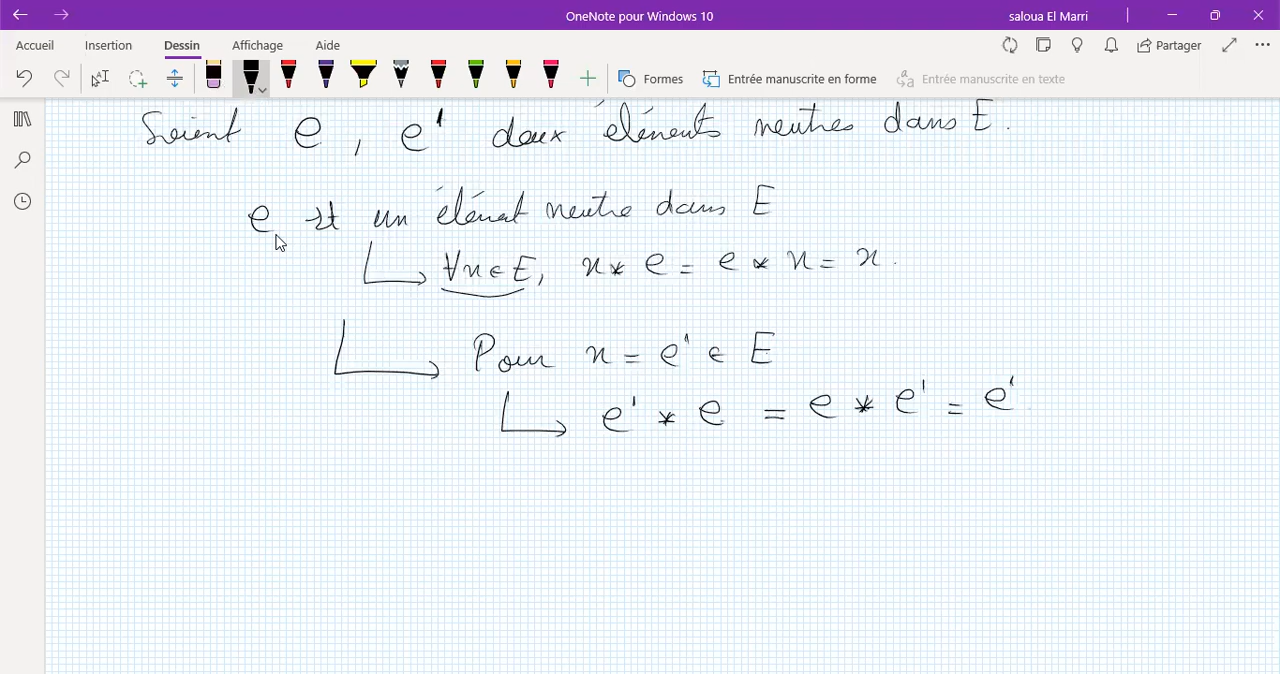 OneNote pour Windows 10
saloua El Marri
Accueil Insertion Dessin Affichage Aide Partager
Formes Entrée manuscrite en forme Entrée manuscrite en texte
Soient e, e' deux éléments neutres dans E.
e est un élément neutre dans E
∀x∈E, x * e = e * x = x.
Pour x = e' ∈ E
e' * e = e * e' = e'